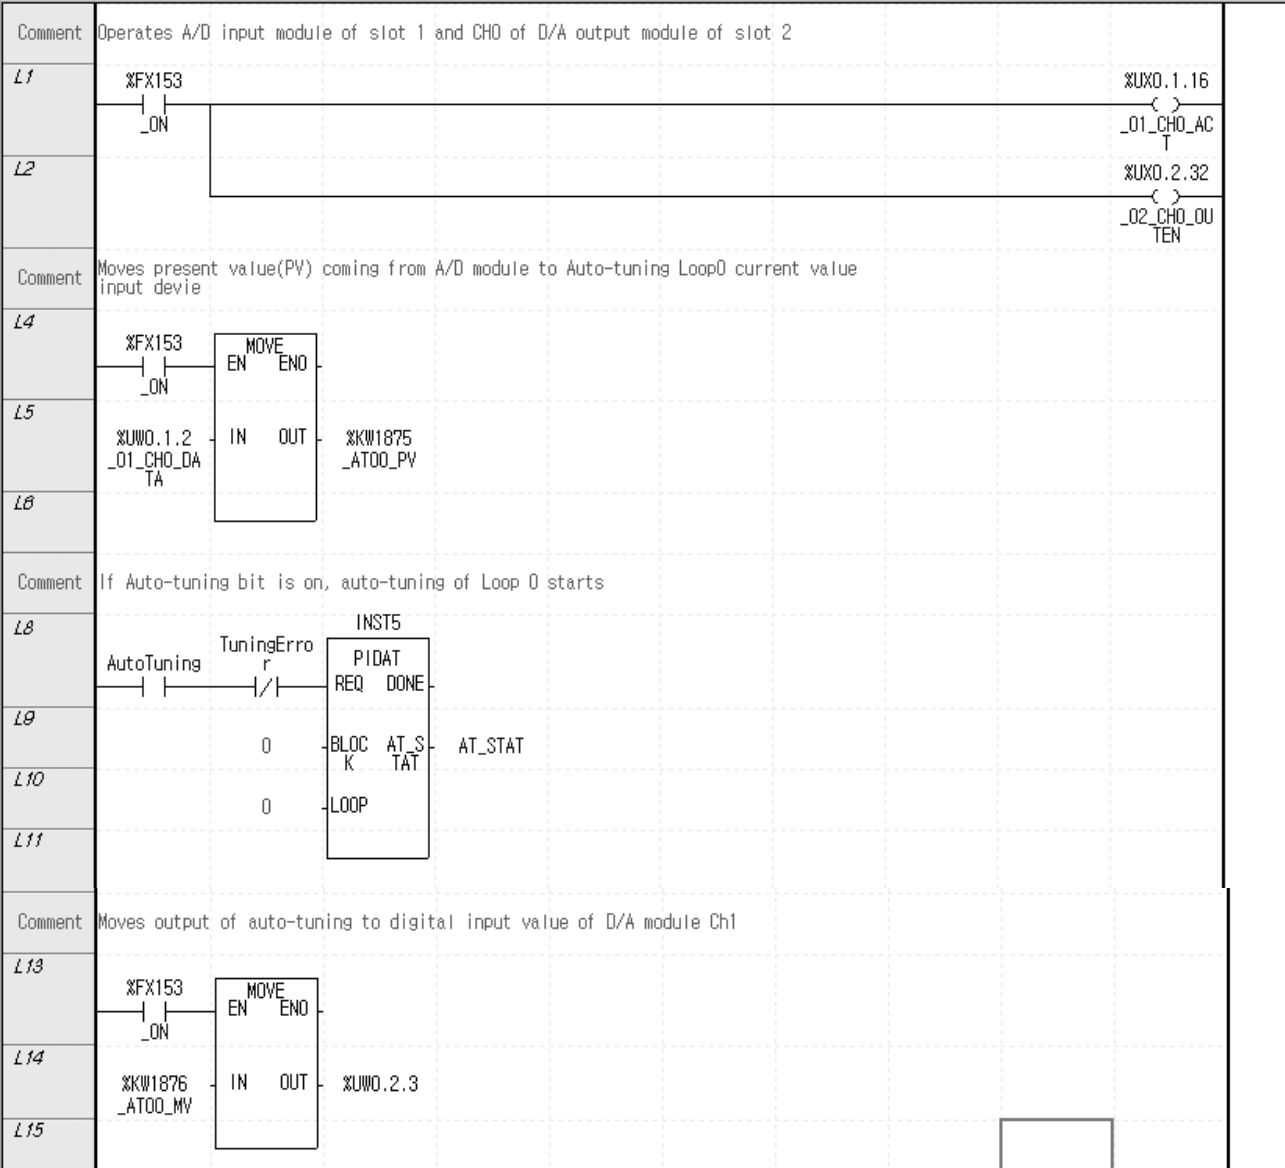 Comment Operates A/D input module of slot 1 and CH0 of D/A output module of slot 2
L1
%FX153
_ON
%UX0.1.16
_01_CH0_AC
T
L2
%UX0.2.32
_02_CH0_OU
TEN
Comment Moves present value(PV) coming from A/D module to Auto-tuning Loop0 current value
input devie
L4
%FX153
_ON
MOVE
EN ENO
L5
%UW0.1.2
_01_CH0_DA
TA
IN OUT
%KW1875
_AT00_PV
L6
Comment If Auto-tuning bit is on, auto-tuning of Loop 0 starts
L8
AutoTuning
TuningErro
r
INST5
PIDAT
REQ DONE
L9
0
BLOC
K
AT_S
TAT
AT_STAT
L10
0
LOOP
L11
Comment Moves output of auto-tuning to digital input value of D/A module Ch1
L13
%FX153
_ON
MOVE
EN ENO
L14
%KW1876
_AT00_MV
IN OUT
%UW0.2.3
L15